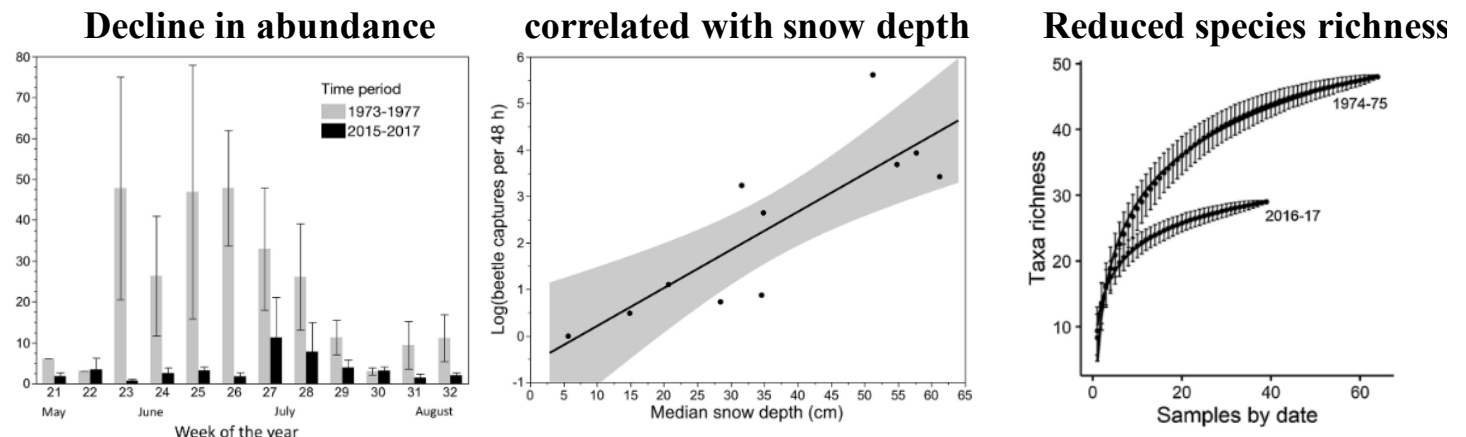 Decline in abundance
correlated with snow depth
Reduced species richness
80
70
60
50
40
30
20
10
0
Time period
1973-1977
2015-2017
21 22 23 24 25 26 27 28 29 30 31 32
May June July August
Week of the year
Log(beetle captures per 48 h)
6
5
4
3
2
1
0
-1
0 5 10 15 20 25 30 35 40 45 50 55 60 65
Median snow depth (cm)
Taxa richness
50
40
30
20
10
1974-75
2016-17
0 20 40 60
Samples by date